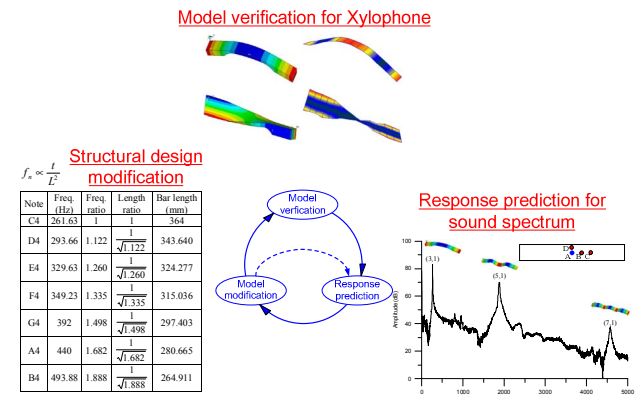 Model verification for Xylophone
Structural design
modification
fₙ ∝ t / L²
Note Freq. (Hz) Freq. ratio Length ratio Bar length (mm)
C4 261.63 1 1 364
D4 293.66 1.122 1/√1.122 343.640
E4 329.63 1.260 1/√1.260 324.277
F4 349.23 1.335 1/√1.335 315.036
G4 392 1.498 1/√1.498 297.403
A4 440 1.682 1/√1.682 280.665
B4 493.88 1.888 1/√1.888 264.911
Model
verfication
Model
modification
Response
prediction
Response prediction for
sound spectrum
D
A B C
(3,1)
(5,1)
(7,1)
Amplitude(dB)
100
80
60
40
20
0
0 1000 2000 3000 4000 5000